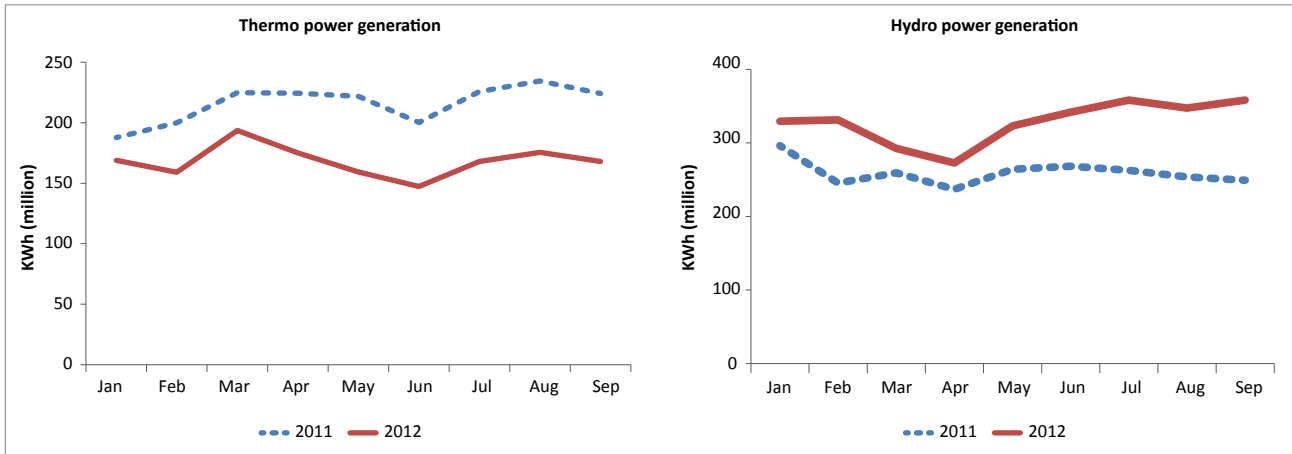 Thermo power generation
KWh (million)
250
200
150
100
50
0
Jan Feb Mar Apr May Jun Jul Aug Sep
2011 2012
Hydro power generation
KWh (million)
400
300
200
100
0
Jan Feb Mar Apr May Jun Jul Aug Sep
2011 2012